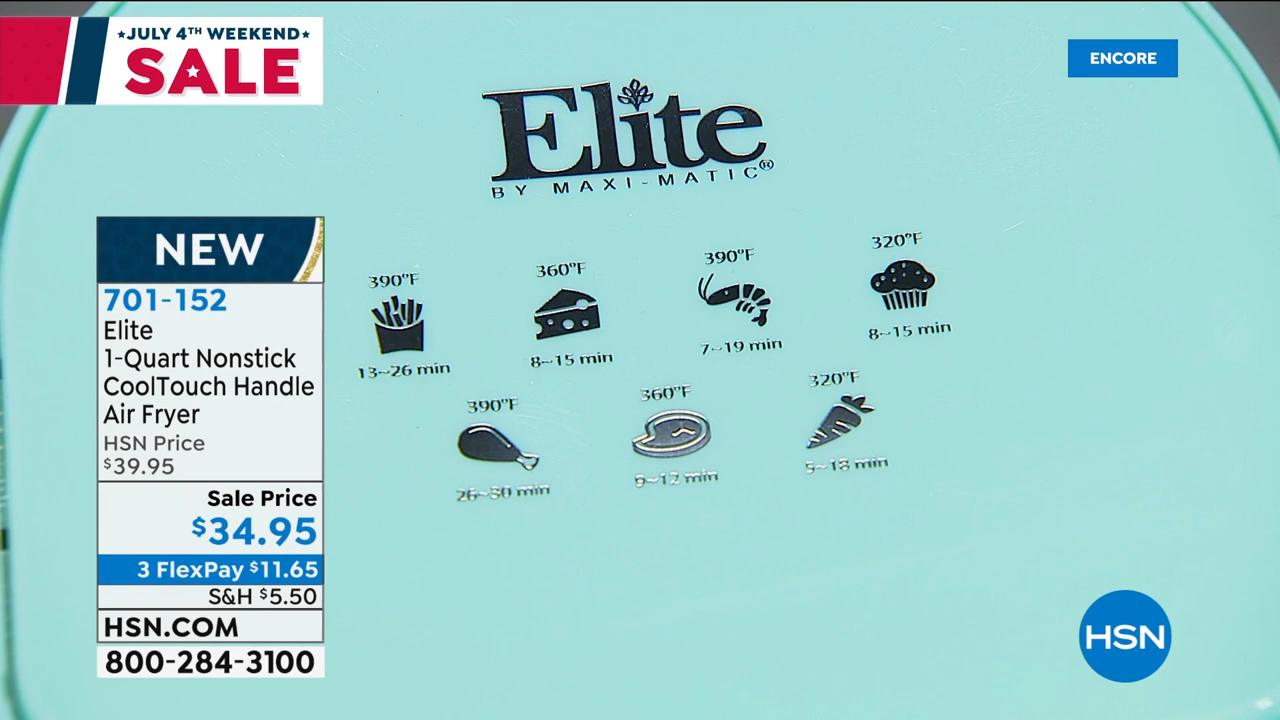 ★JULY 4TH WEEKEND★
SALE
ENCORE
Elite
BY MAXI-MATIC®
NEW
701-152
Elite
1-Quart Nonstick
CoolTouch Handle
Air Fryer
HSN Price
$39.95
Sale Price
$34.95
3 FlexPay $11.65
S&H $5.50
HSN.COM
800-284-3100
390°F 360°F 390°F 320°F
13~26 min 8~15 min 7~19 min 8~15 min
390°F 360°F 320°F
26~30 min 9~12 min 5~18 min
HSN